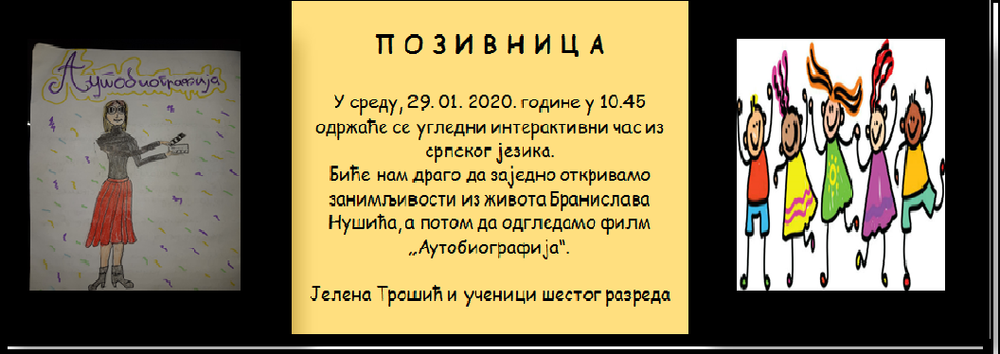 Аутобиографија
П О З И В Н И Ц А
У среду, 29. 01. 2020. године у 10.45
одржаће се угледни интерактивни час из
српског језика.
Биће нам драго да заједно откривамо
занимљивости из живота Бранислава
Нушића, а потом да одгледамо филм
„Аутобиографија“.
Јелена Трошић и ученици шестог разреда